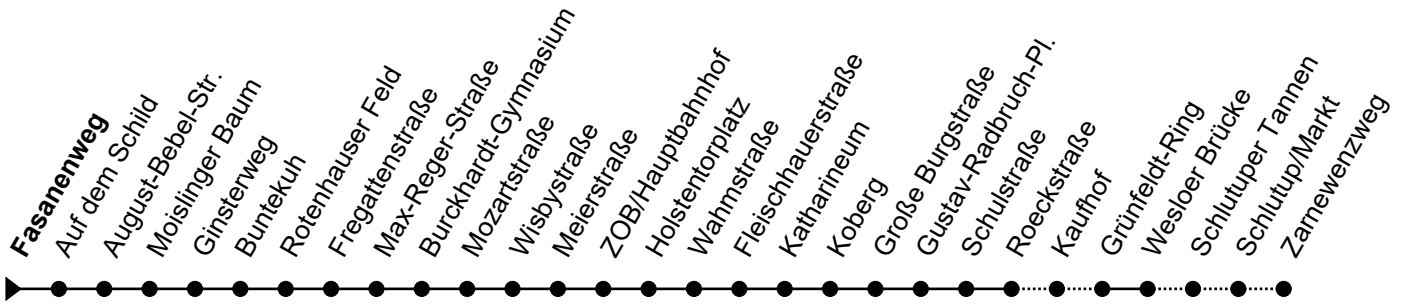 Fasanenweg
Auf dem Schild
August-Bebel-Str.
Moislinger Baum
Ginsterweg
Buntekuh
Rotenhauser Feld
Fregattenstraße
Max-Reger-Straße
Burckhardt-Gymnasium
Mozartstraße
Wisbystraße
Meierstraße
ZOB/Hauptbahnhof
Holstentorplatz
Wahmstraße
Fleischhauerstraße
Katharineum
Koberg
Große Burgstraße
Gustav-Radbruch-Pl.
Schulstraße
Roeckstraße
Kaufhof
Grünfeldt-Ring
Wesloer Brücke
Schlutuper Tannen
Schlutup/Markt
Zarnewenzweg